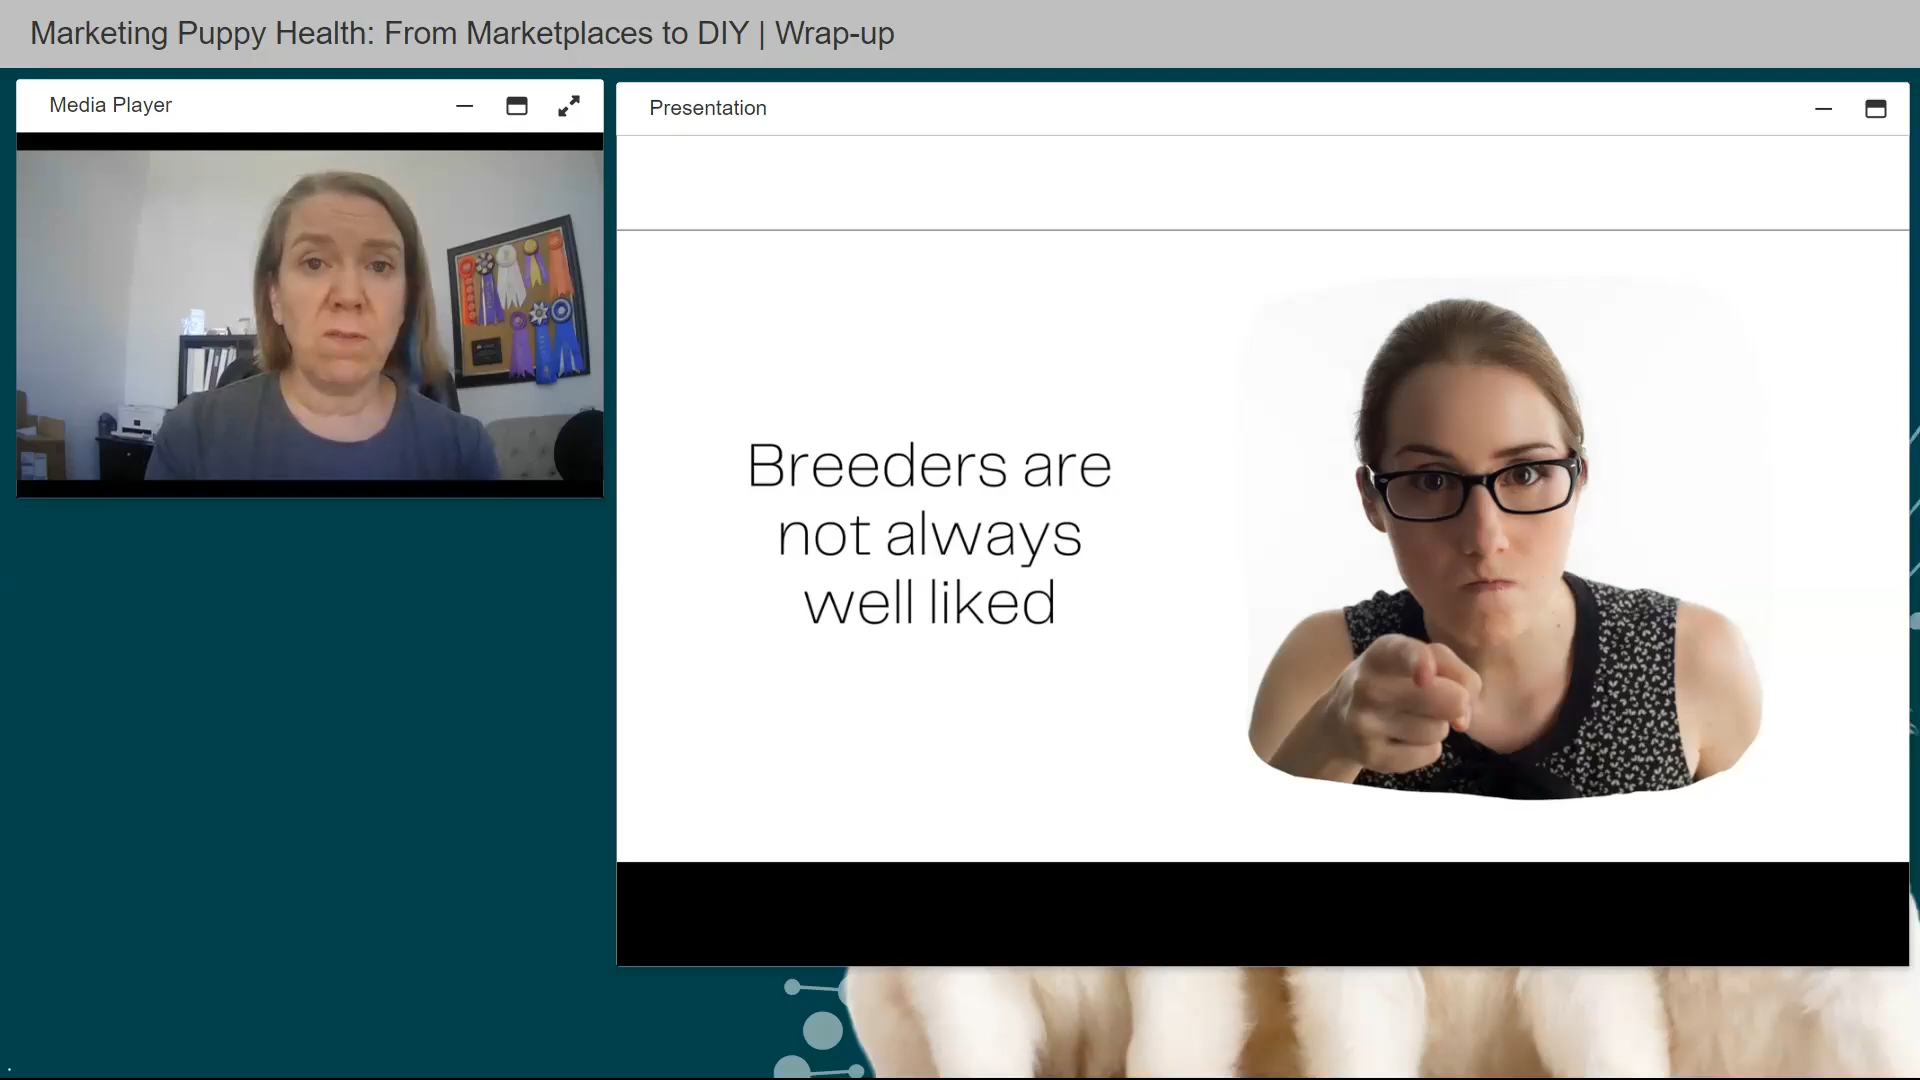 Marketing Puppy Health: From Marketplaces to DIY | Wrap-up
Media Player
Presentation
Breeders are
not always
well liked